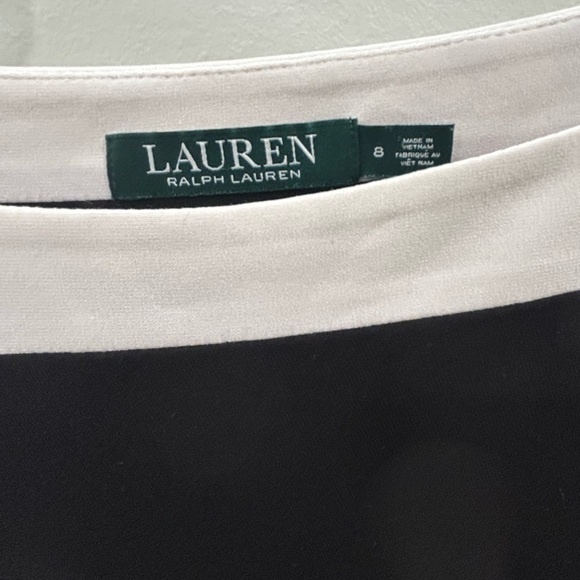 LAUREN
RALPH LAUREN
8
MADE IN
VIETNAM
FABRIQUÉ AU
VIÊT NAM